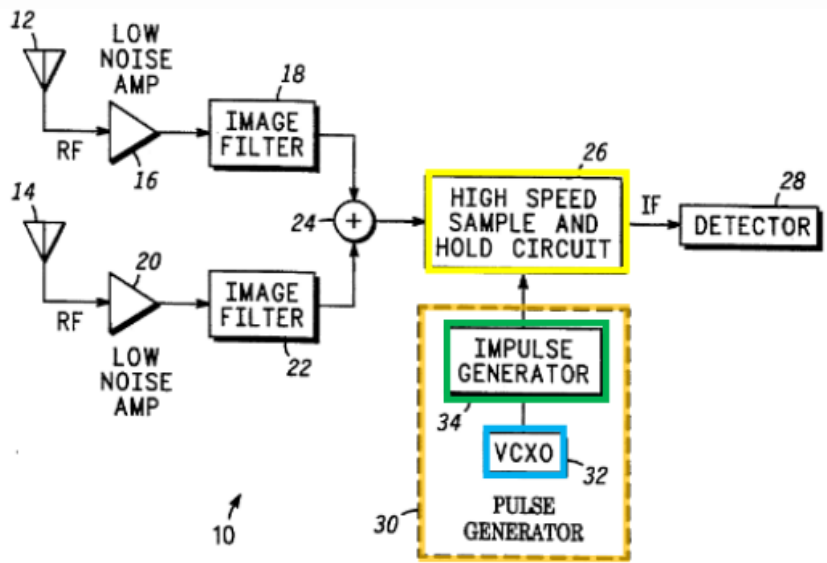 12
LOW
NOISE
AMP
18
IMAGE
FILTER
RF
16
26
HIGH SPEED
SAMPLE AND
HOLD CIRCUIT
IF
28
DETECTOR
14
24
+
20
IMAGE
FILTER
RF
22
LOW
NOISE
AMP
IMPULSE
GENERATOR
34
VCXO
32
30
PULSE
GENERATOR
10